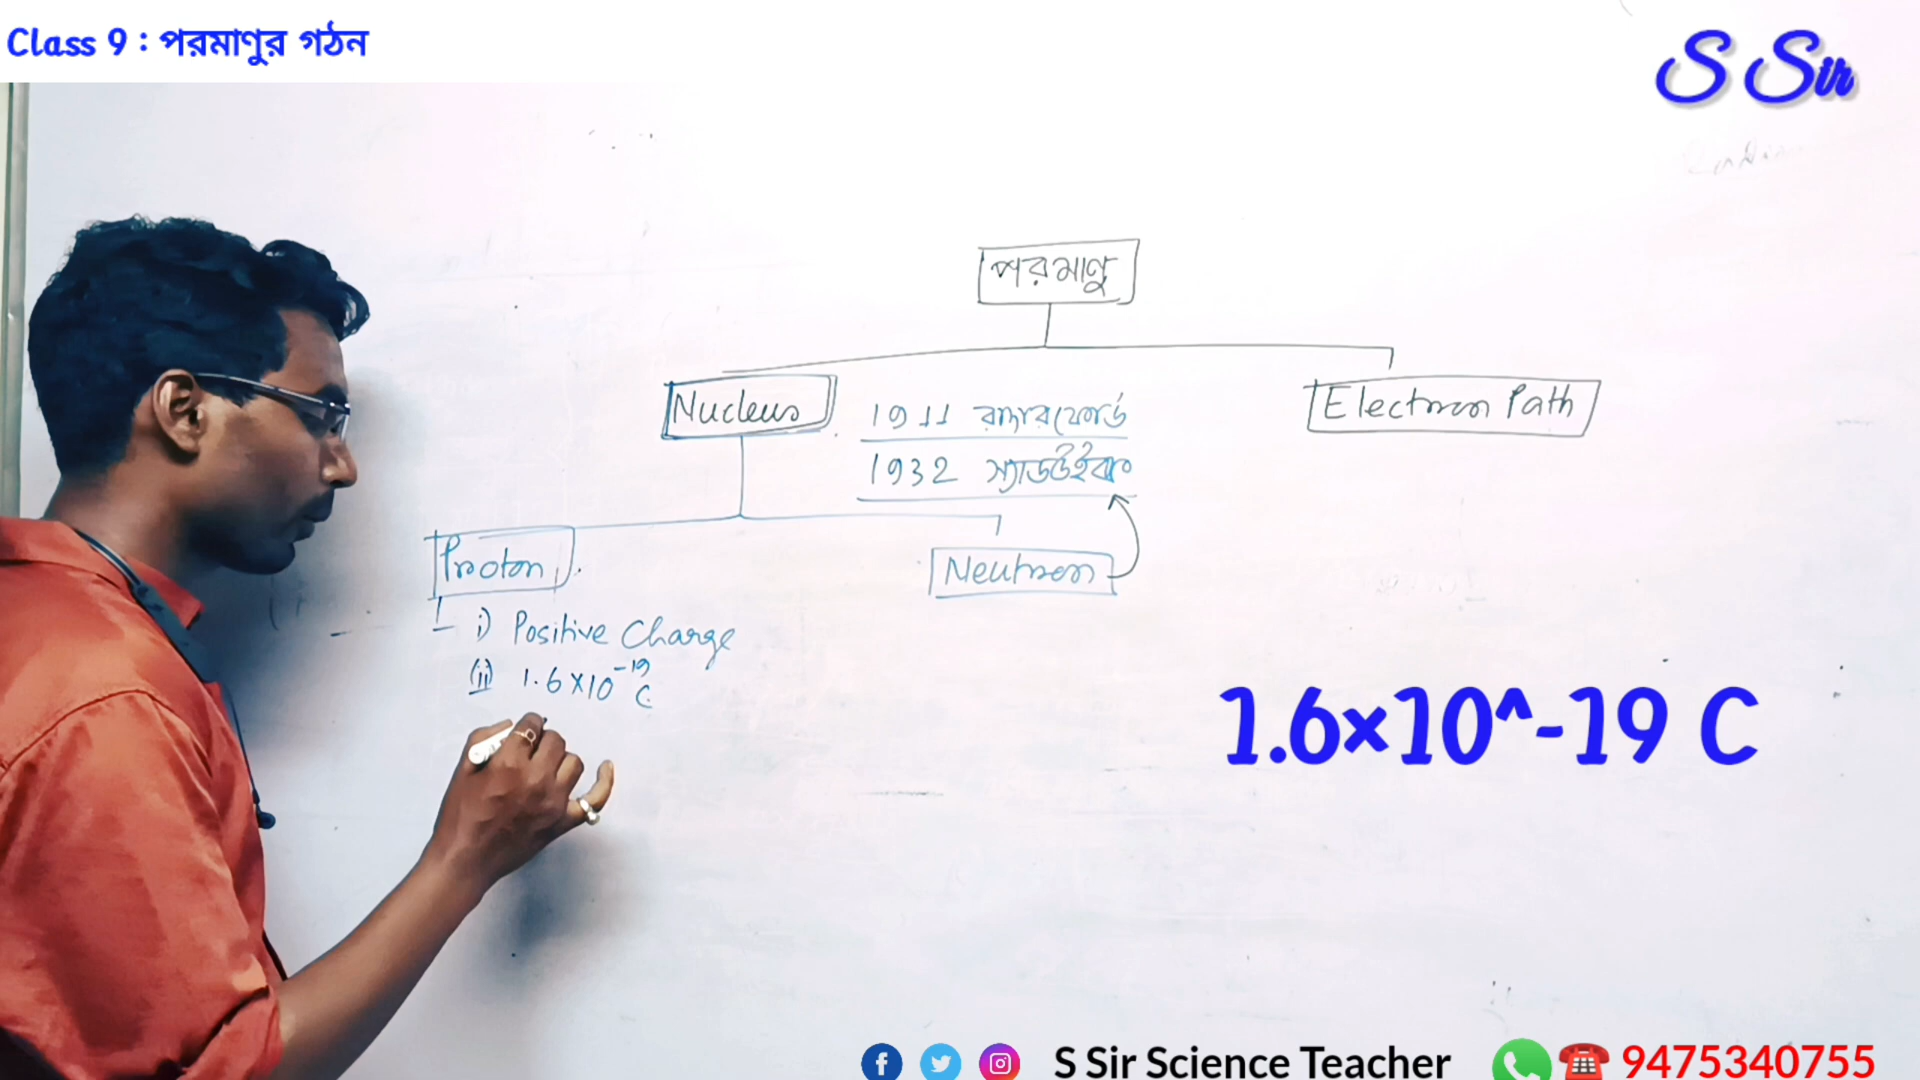 Class 9 : পরমাণুর গঠন
S Sir
পরমাণু
Nucleus
1911 রাদারফোর্ড
Electron Path
1932 স্যাডউইক
Proton
Neutron
i) Positive Charge
(ii) 1.6×10⁻¹⁹ C
1.6×10^-19 C
S Sir Science Teacher
9475340755